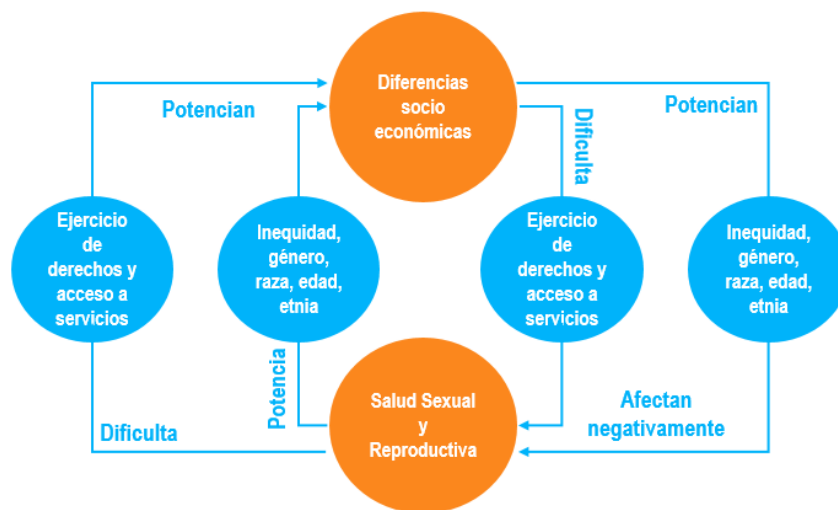 Diferencias
socio
económicas
Potencian
Potencian
Dificulta
Ejercicio
de
derechos y
acceso a
servicios
Inequidad,
género,
raza, edad,
etnia
Ejercicio
de
derechos y
acceso a
servicios
Inequidad,
género,
raza, edad,
etnia
Potencia
Dificulta
Salud Sexual
y
Reproductiva
Afectan
negativamente